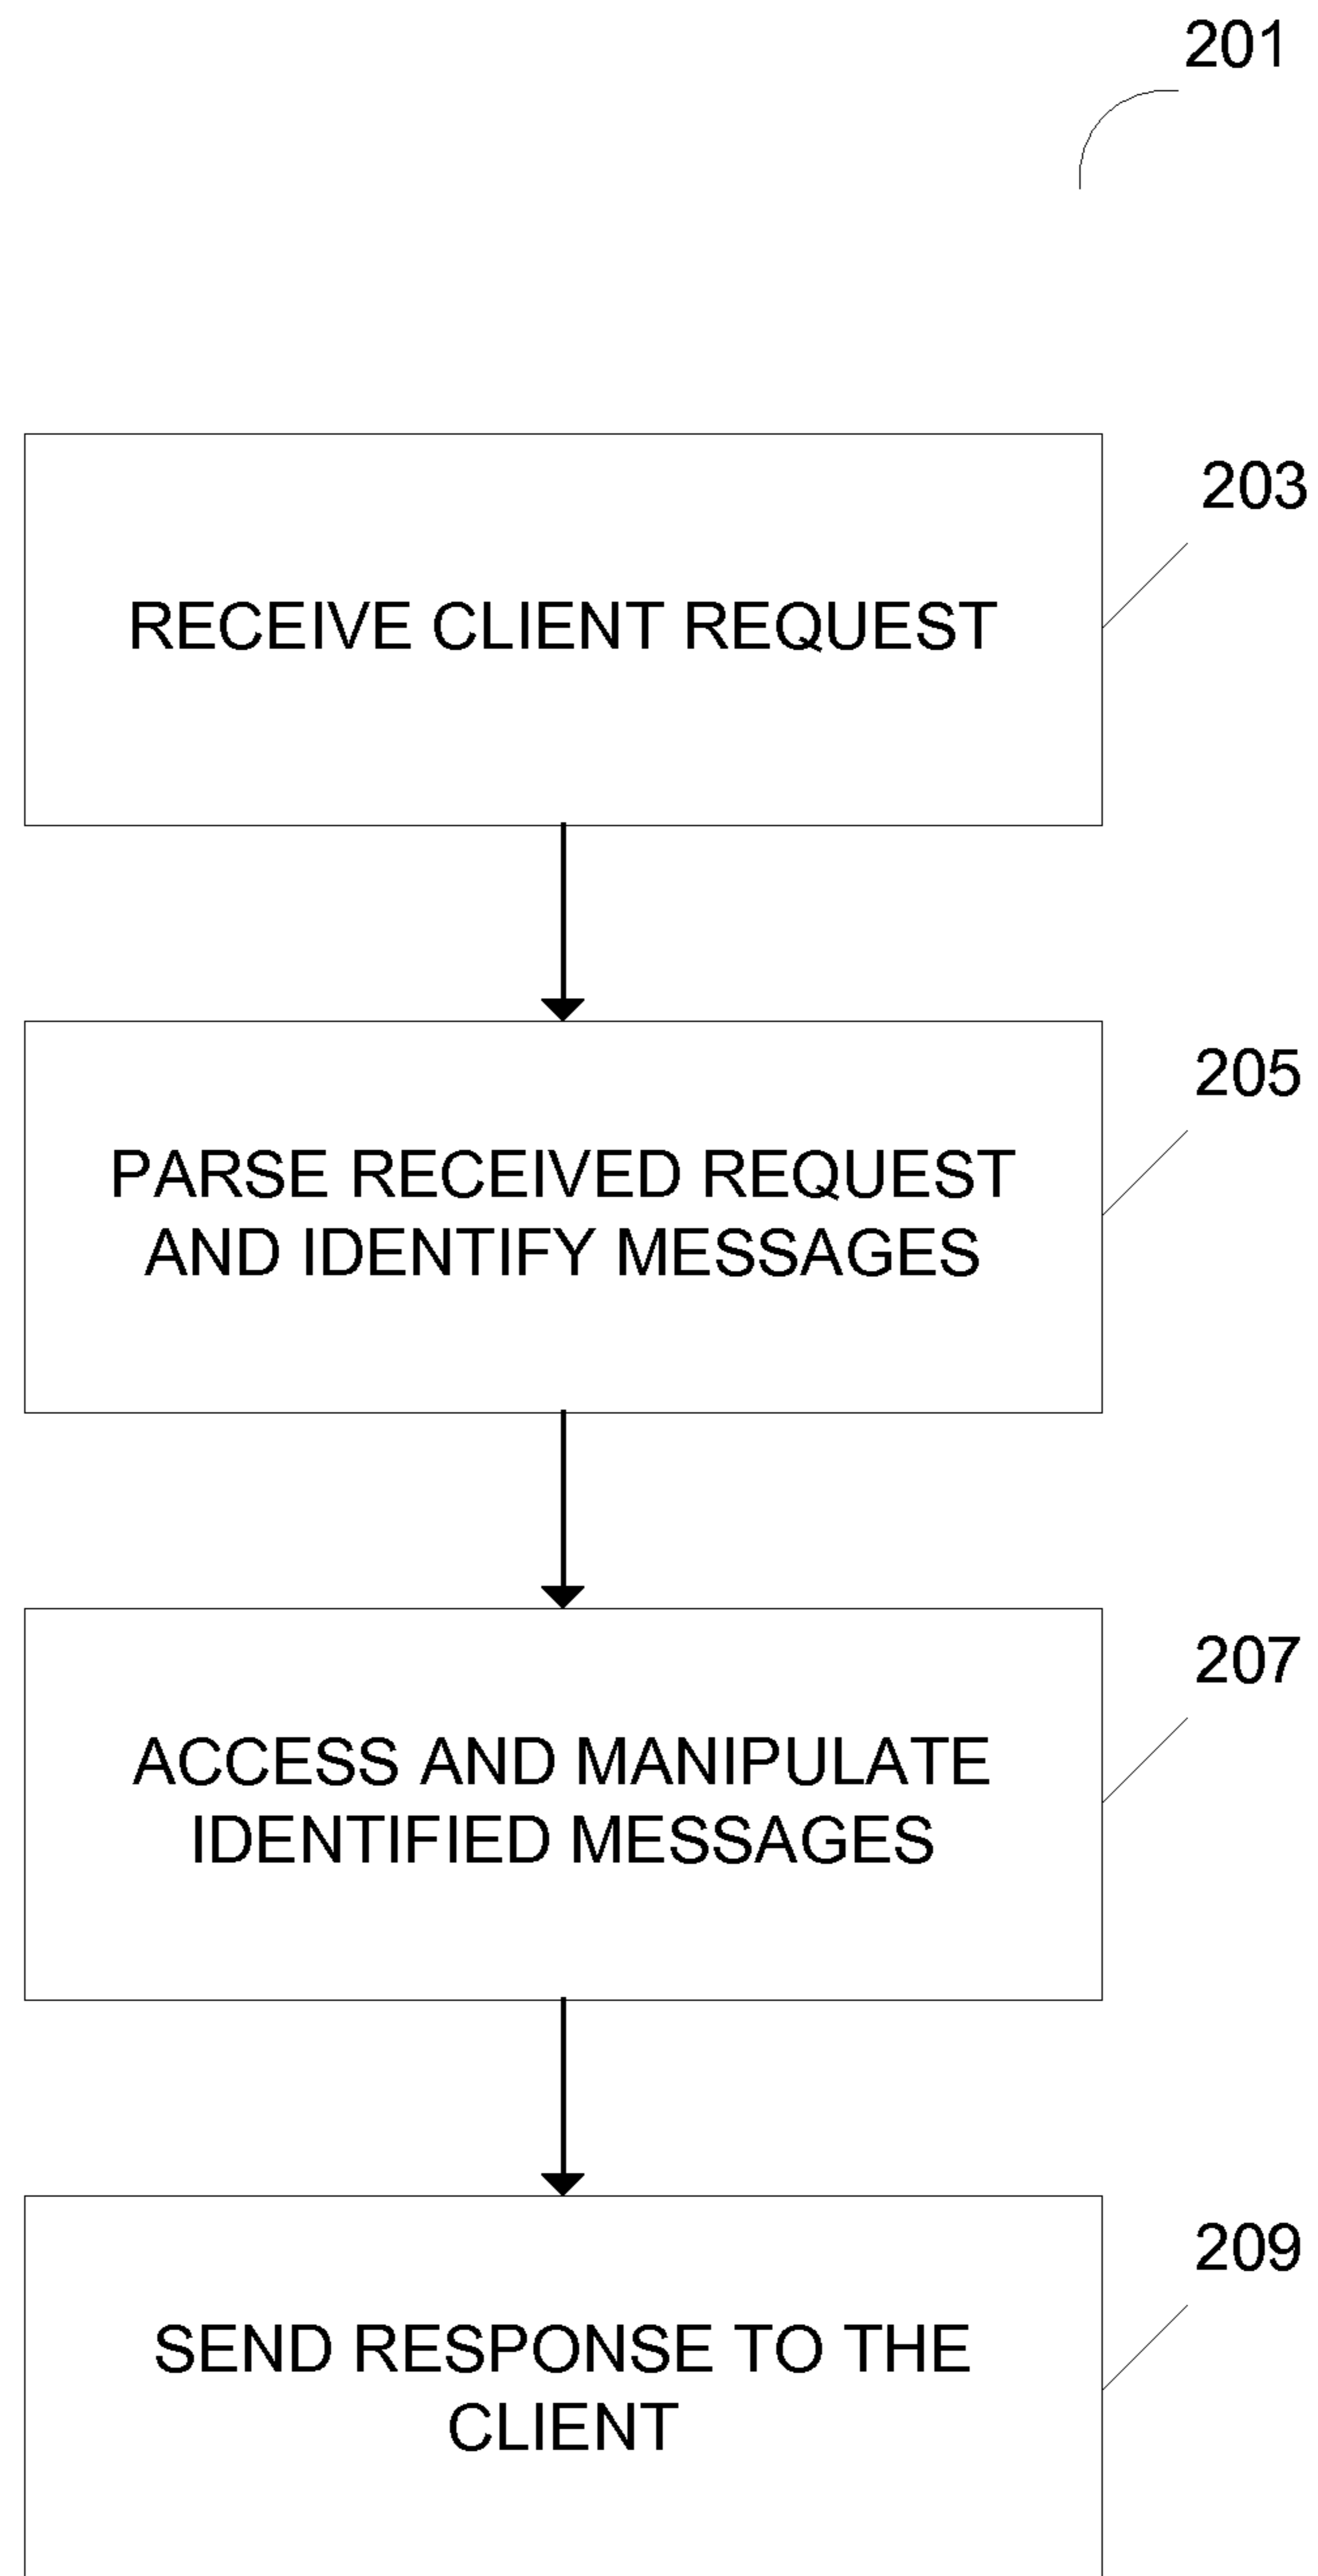 201
203
RECEIVE CLIENT REQUEST
205
PARSE RECEIVED REQUEST
AND IDENTIFY MESSAGES
207
ACCESS AND MANIPULATE
IDENTIFIED MESSAGES
209
SEND RESPONSE TO THE
CLIENT